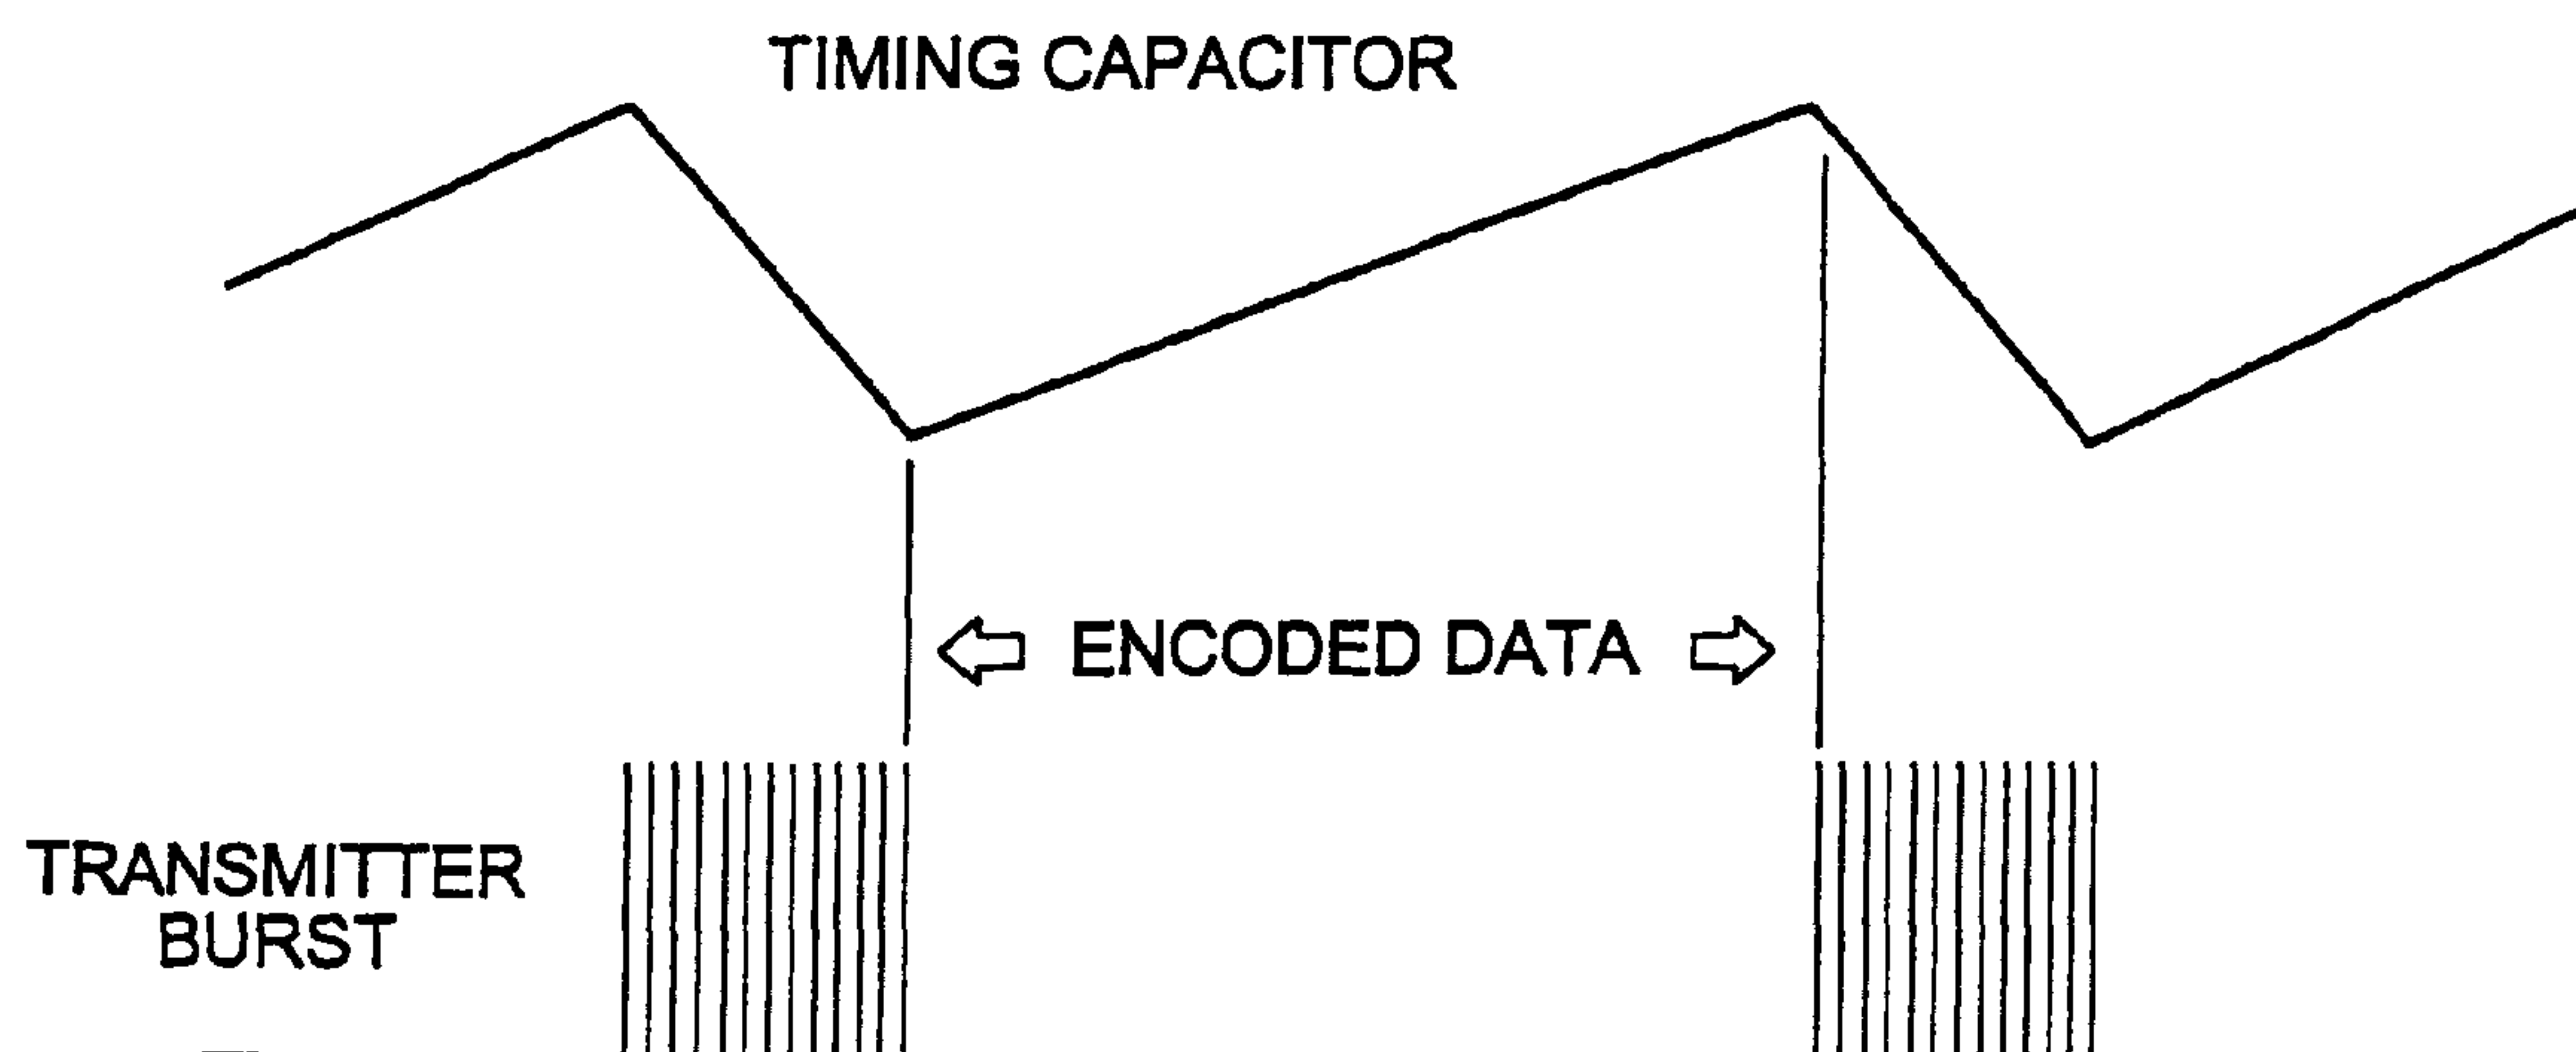 TIMING CAPACITOR
ENCODED DATA
TRANSMITTER
BURST